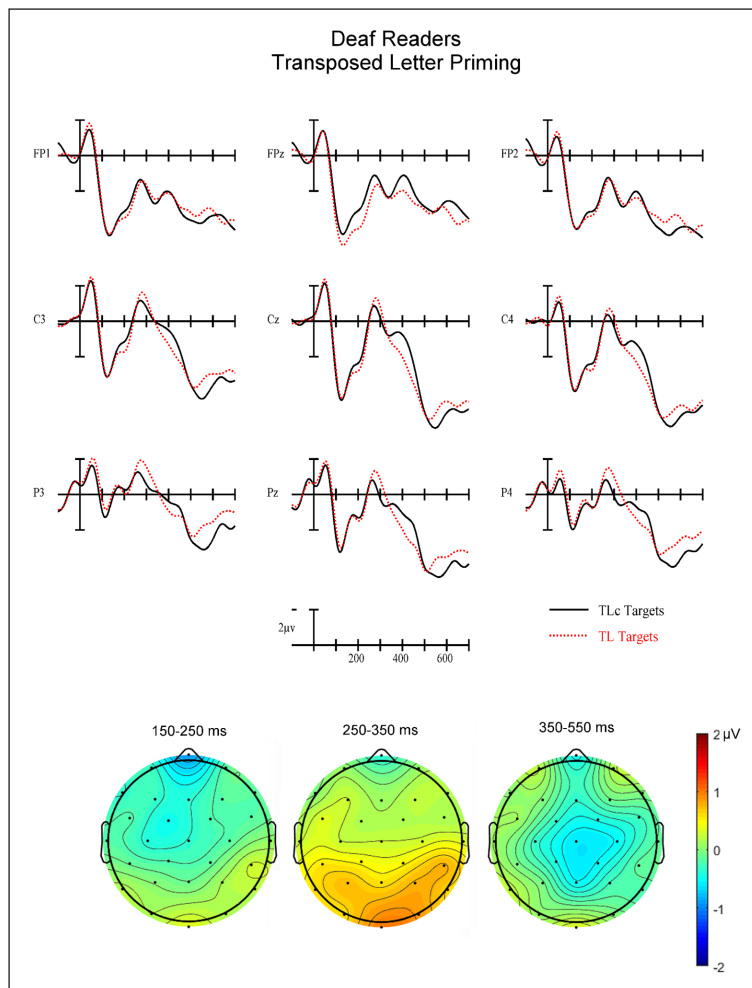 Deaf Readers
Transposed Letter Priming
FP1
FPz
FP2
C3
Cz
C4
P3
Pz
P4
2μv
200 400 600
TLc Targets
TL Targets
150-250 ms
250-350 ms
350-550 ms
2 μV
1
0
-1
-2